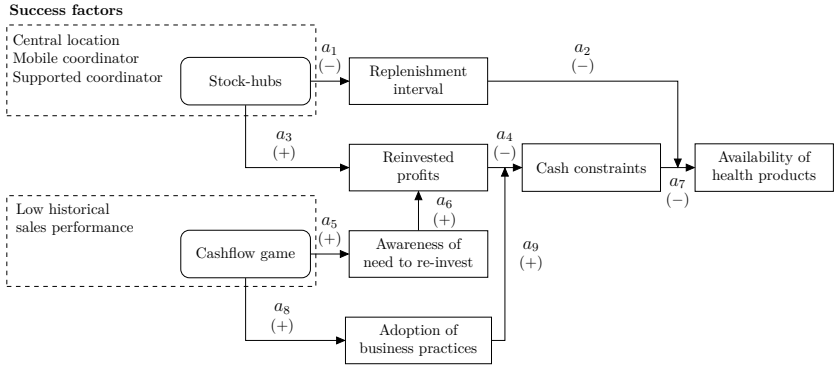 Success factors
Central location
Mobile coordinator
Supported coordinator
Stock-hubs
a1
(−)
Replenishment
interval
a2
(−)
a3
(+)
Reinvested
profits
a4
(−)
Cash constraints
a7
(−)
Availability of
health products
Low historical
sales performance
Cashflow game
a5
(+)
a6
(+)
Awareness of
need to re-invest
a9
(+)
a8
(+)
Adoption of
business practices